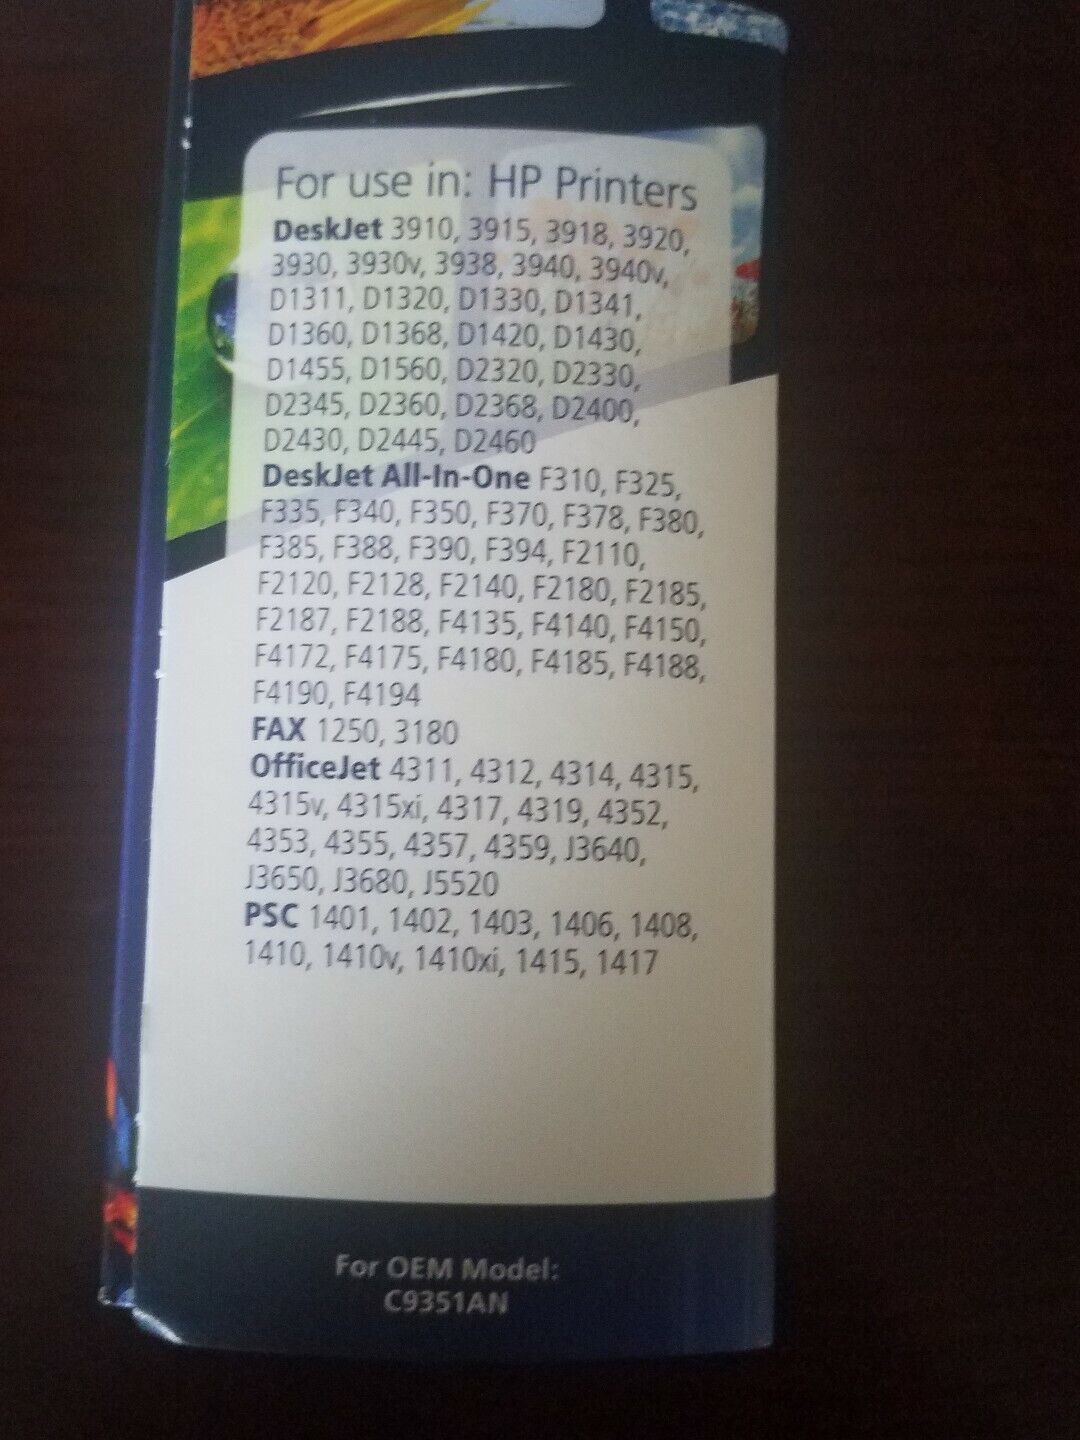 For use in: HP Printers
DeskJet 3910, 3915, 3918, 3920,
3930, 3930v, 3938, 3940, 3940v,
D1311, D1320, D1330, D1341,
D1360, D1368, D1420, D1430,
D1455, D1560, D2320, D2330,
D2345, D2360, D2368, D2400,
D2430, D2445, D2460
DeskJet All-In-One F310, F325,
F335, F340, F350, F370, F378, F380,
F385, F388, F390, F394, F2110,
F2120, F2128, F2140, F2180, F2185,
F2187, F2188, F4135, F4140, F4150,
F4172, F4175, F4180, F4185, F4188,
F4190, F4194
FAX 1250, 3180
OfficeJet 4311, 4312, 4314, 4315,
4315v, 4315xi, 4317, 4319, 4352,
4353, 4355, 4357, 4359, J3640,
J3650, J3680, J5520
PSC 1401, 1402, 1403, 1406, 1408,
1410, 1410v, 1410xi, 1415, 1417
For OEM Model:
C9351AN